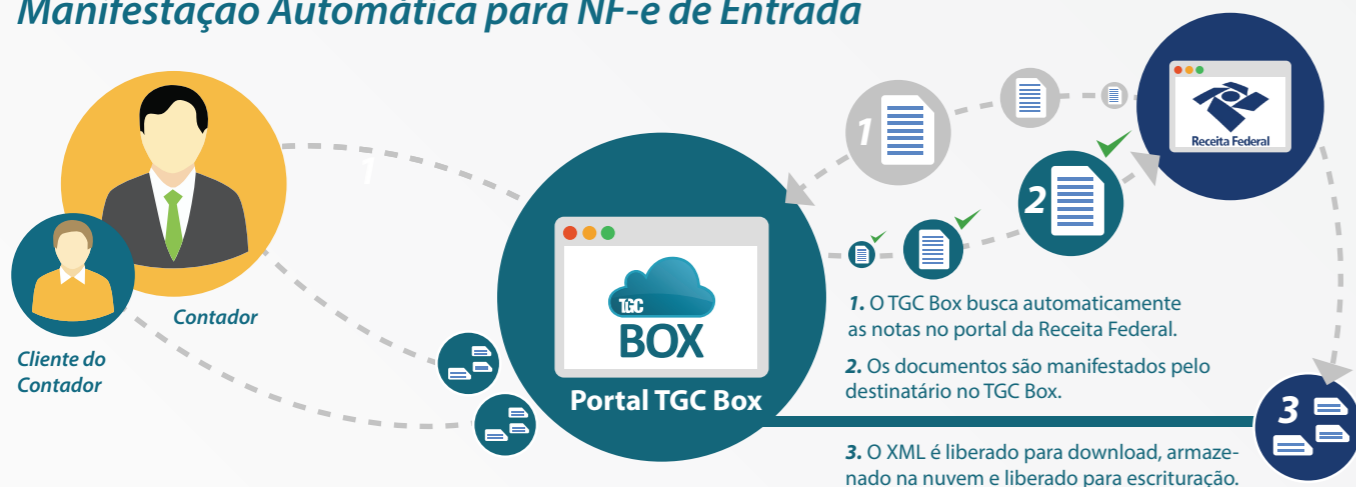 Manifestação Automática para NF-e de Entrada
1
Contador
Cliente do
Contador
TGC
BOX
Portal TGC Box
1
2
Receita Federal
1. O TGC Box busca automaticamente
as notas no portal da Receita Federal.
2. Os documentos são manifestados pelo
destinatário no TGC Box.
3
3. O XML é liberado para download, armaze-
nado na nuvem e liberado para escrituração.